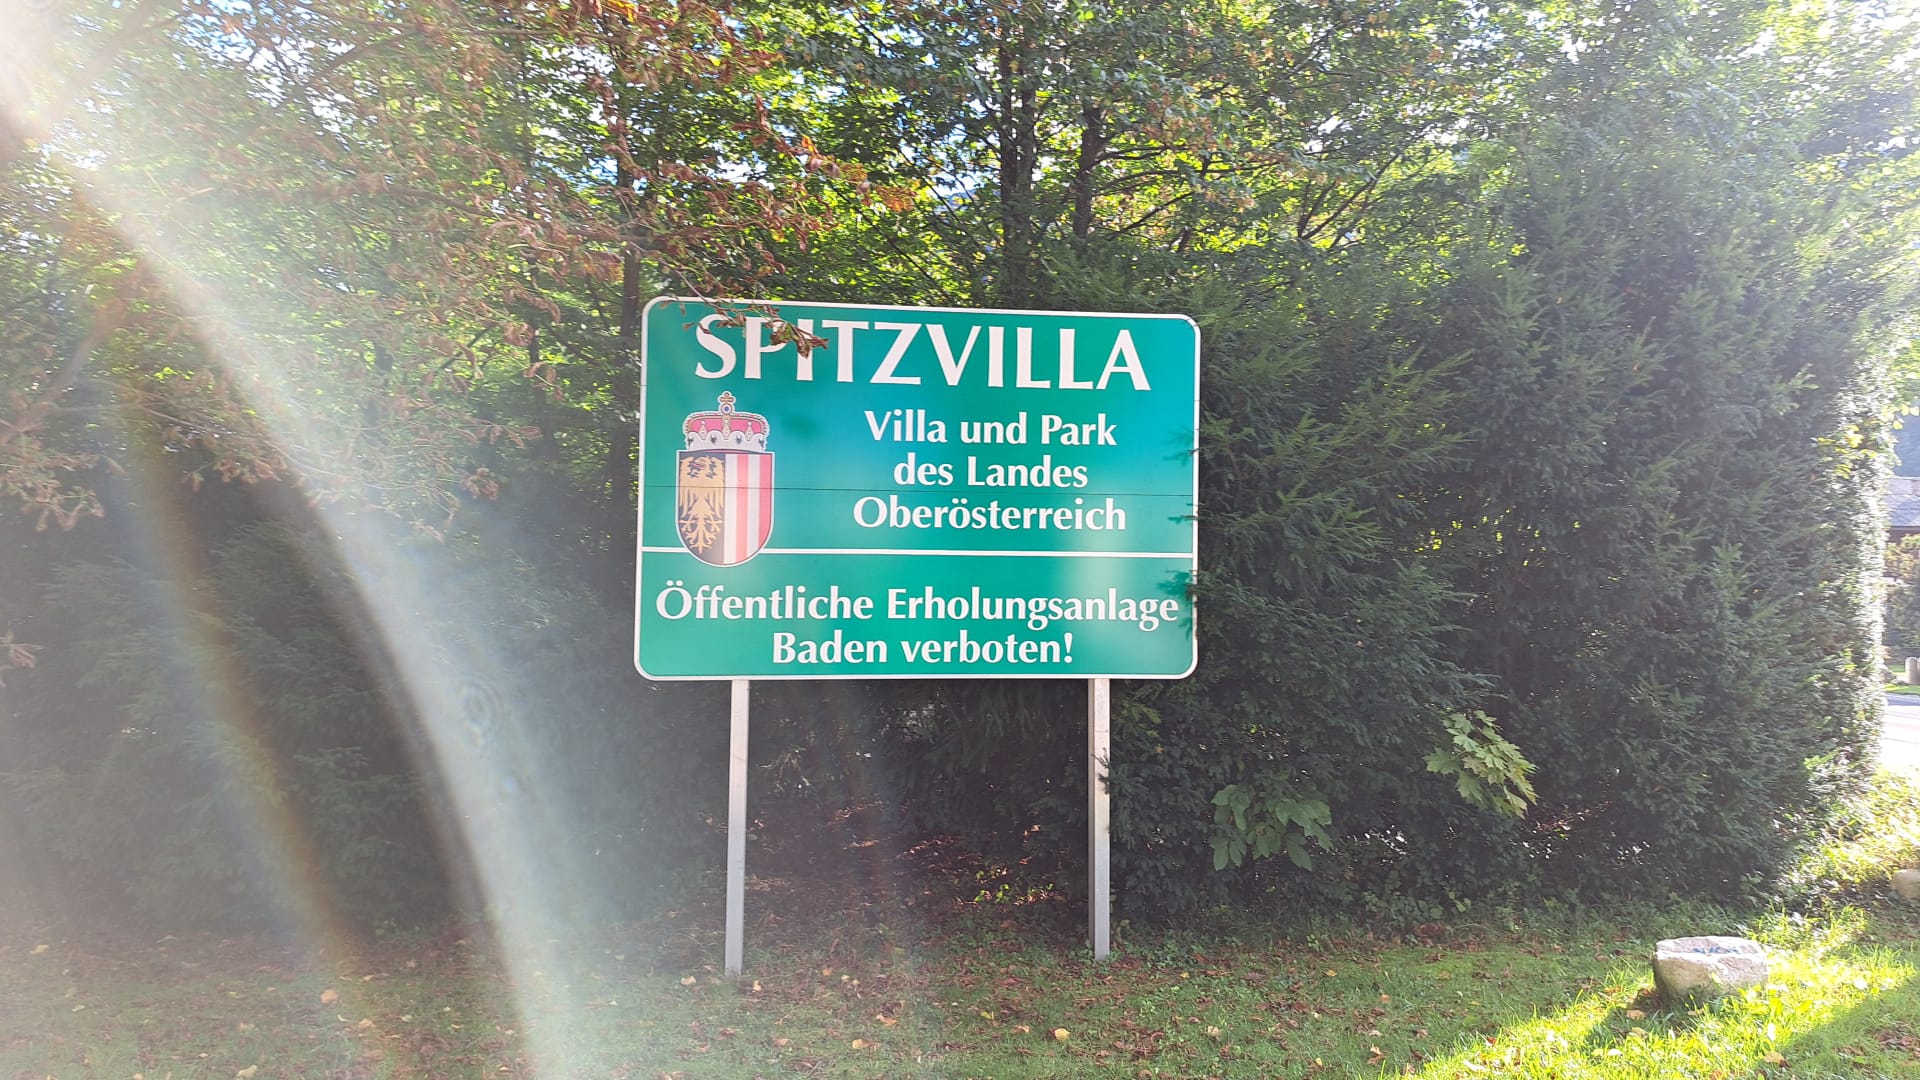 SPITZVILLA
Villa und Park
des Landes
Oberösterreich
Öffentliche Erholungsanlage
Baden verboten!